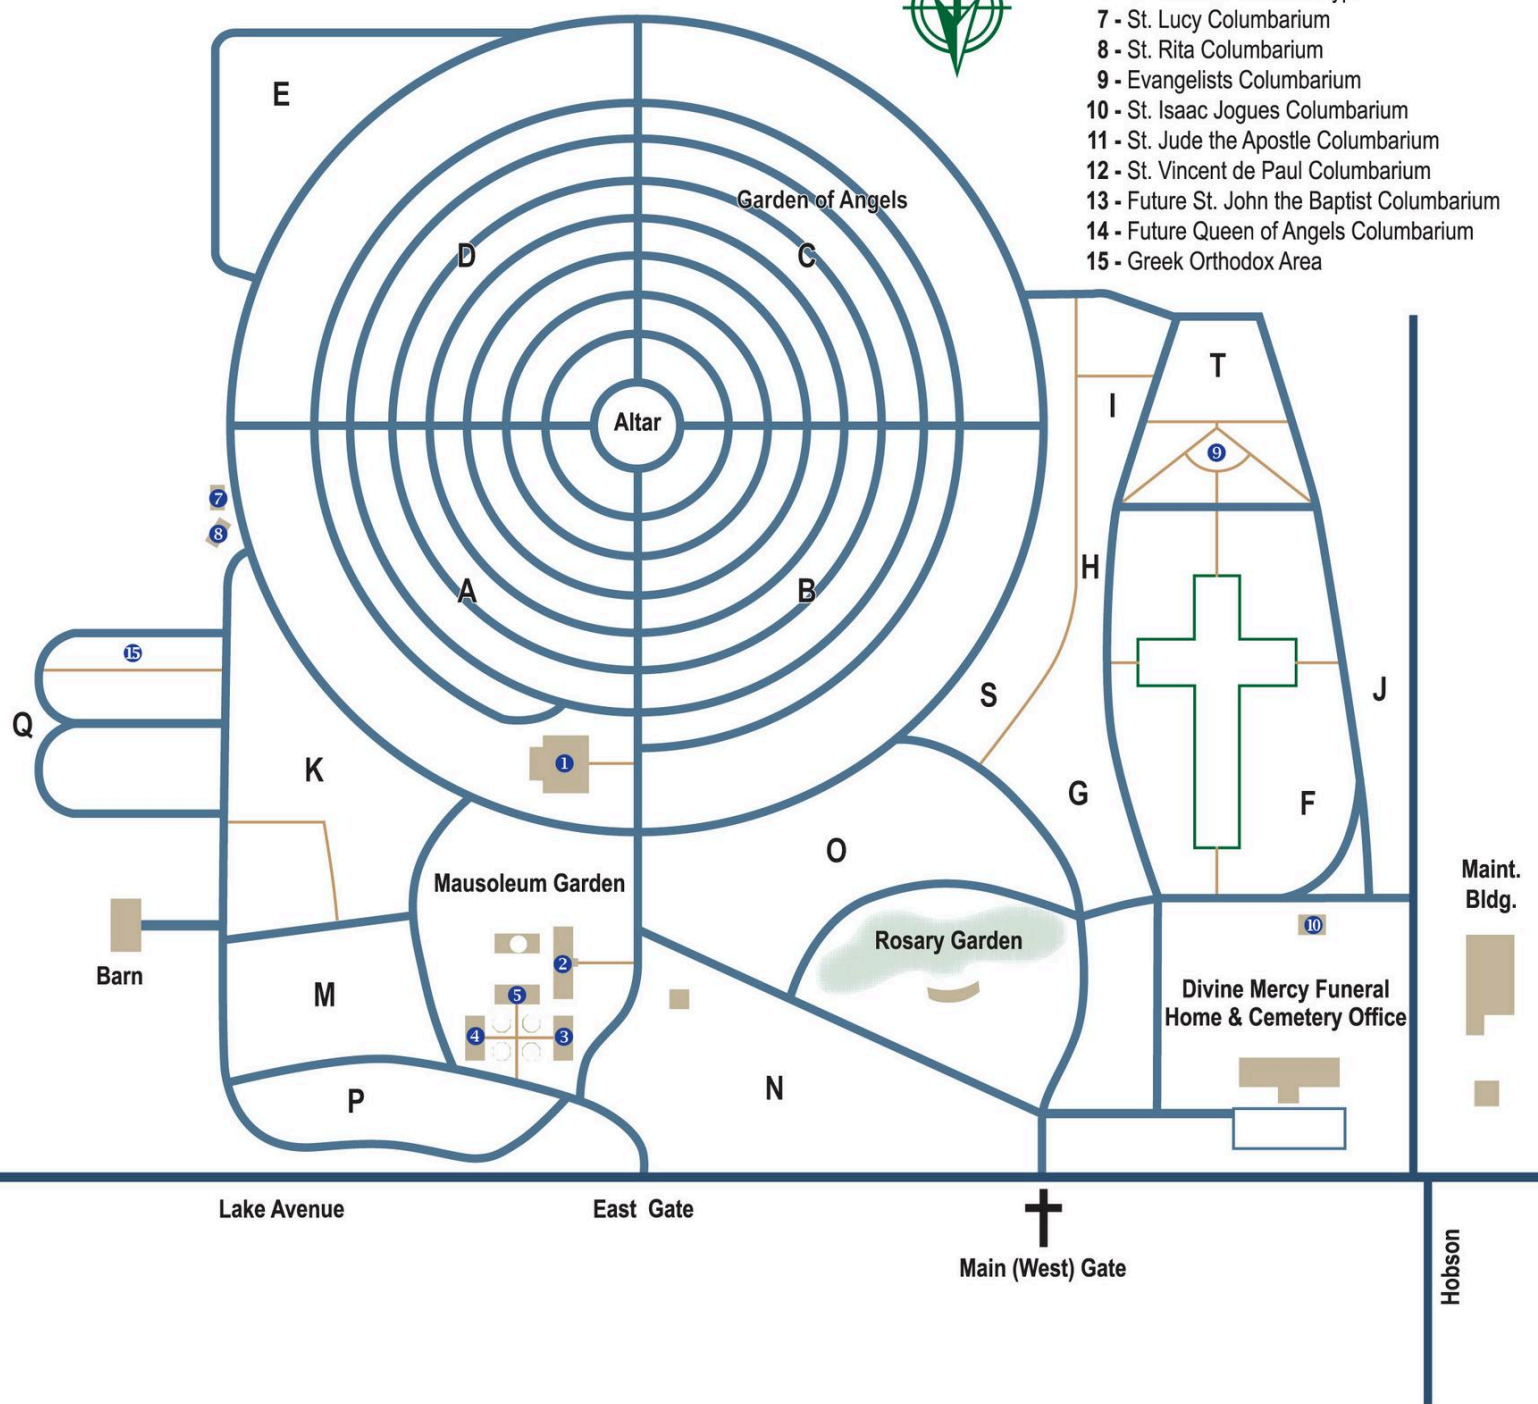 7 - St. Lucy Columbarium
8 - St. Rita Columbarium
9 - Evangelists Columbarium
10 - St. Isaac Jogues Columbarium
11 - St. Jude the Apostle Columbarium
12 - St. Vincent de Paul Columbarium
13 - Future St. John the Baptist Columbarium
14 - Future Queen of Angels Columbarium
15 - Greek Orthodox Area
E
Garden of Angels
D
C
T
I
Altar
9
7
8
H
A
B
15
S
J
Q
1
K
G
F
O
Maint.
Bldg.
Mausoleum Garden
10
Rosary Garden
2
Barn
M
5
Divine Mercy Funeral
Home & Cemetery Office
4
3
N
P
Lake Avenue
East Gate
Main (West) Gate
Hobson